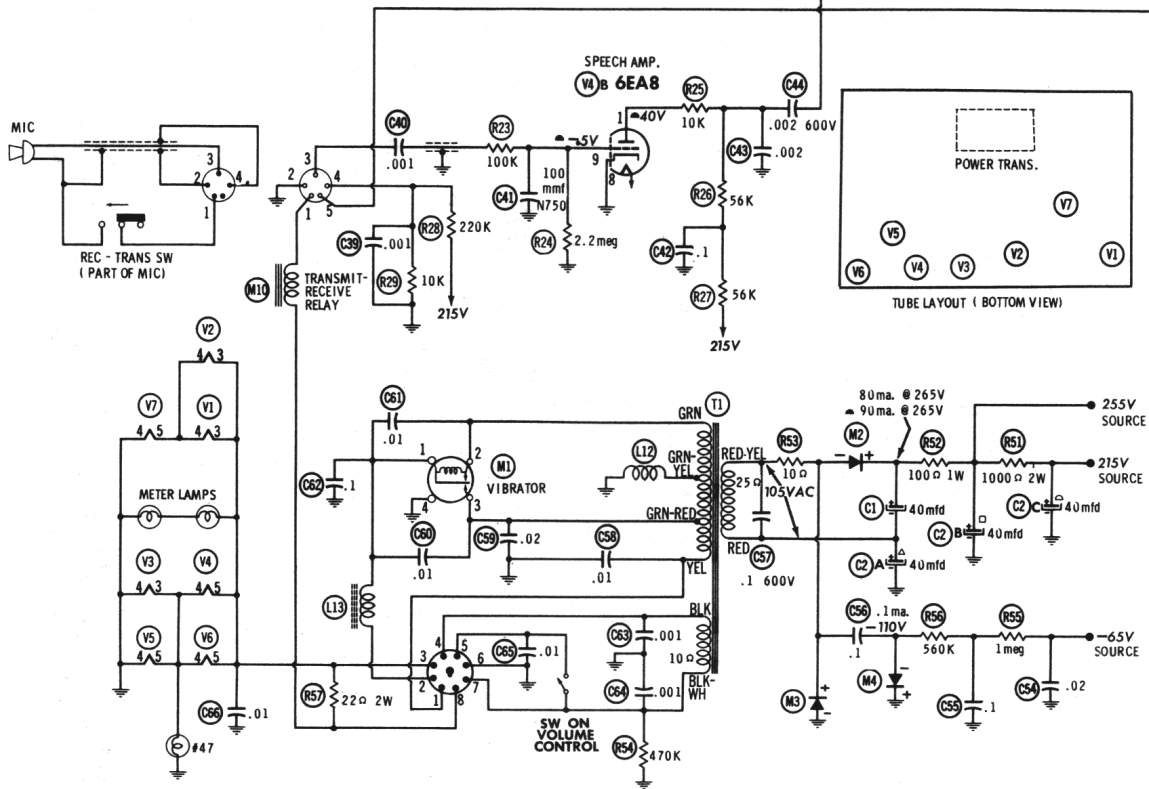 SPEECH AMP.
V4 B 6EA8
MIC
3
2
4
1
REC - TRANS SW
( PART OF MIC)
C40
.001
3
2
4
1
5
R23
100K
-.5V
C41
100
mmf
N750
R24
2.2meg
1
40V
9
8
R25
10K
C44
.002 600V
C43
.002
R26
56K
C42
.1
R27
56K
215V
C39
.001
R28
220K
R29
10K
215V
M10
TRANSMIT-
RECEIVE
RELAY
POWER TRANS.
V7
V5
V6
V4
V3
V2
V1
TUBE LAYOUT ( BOTTOM VIEW)
V2
4 3
V7
4 5
V1
4 3
METER LAMPS
V3
4 3
V4
4 5
V5
4 5
V6
4 5
C66
.01
#47
C61
.01
C62
.1
1
2
4
3
M1
VIBRATOR
C60
.01
L13
C59
.02
C58
.01
L12
GRN
GRN-
YEL
GRN-RED
YEL
T1
RED-YEL
25Ω
RED
105VAC
C57
.1 600V
BLK
10Ω
BLK-
WH
R53
10Ω
M2
- +
80ma. @ 265V
90ma. @ 265V
R52
100Ω 1W
R51
1000Ω 2W
255V
SOURCE
215V
SOURCE
C1
40mfd
C2 A
40mfd
C2 B
40mfd
C2 C
40mfd
C56
.1
.1ma.
-110V
R56
560K
R55
1meg
-65V
SOURCE
M3
+
-
M4
-
+
C55
.1
C54
.02
4
5
3
6
2
7
1
8
R57
22Ω 2W
C65
.01
SW ON
VOLUME
CONTROL
C63
.001
C64
.001
R54
470K